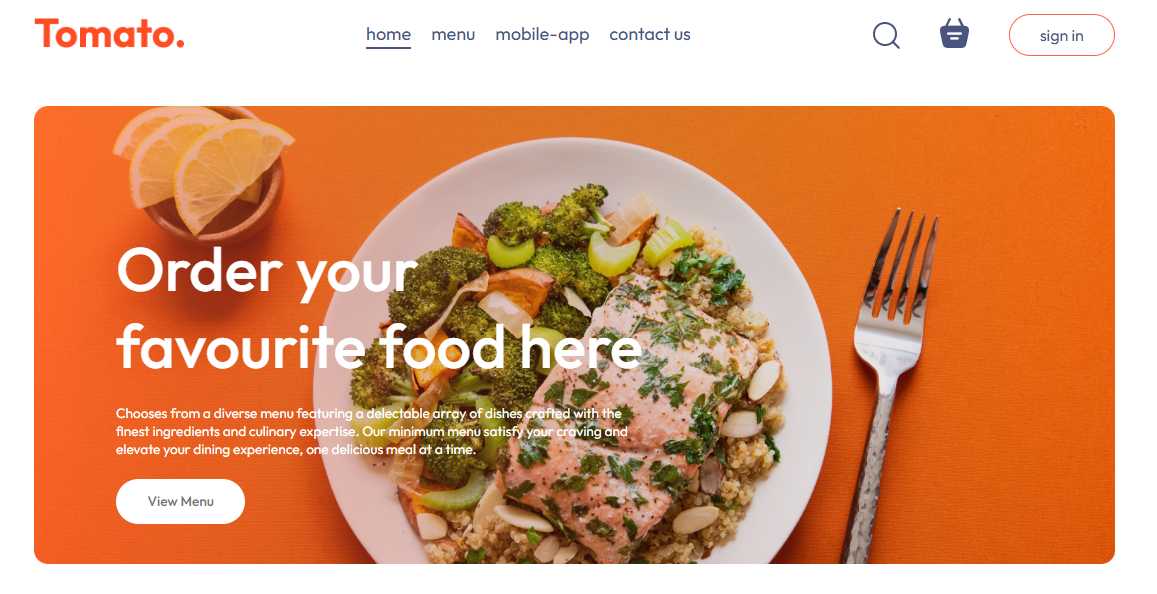 Tomato.
home menu mobile-app contact us
sign in
Order your
favourite food here
Chooses from a diverse menu featuring a delectable array of dishes crafted with the
finest ingredients and culinary expertise. Our minimum menu satisfy your craving and
elevate your dining experience, one delicious meal at a time.
View Menu